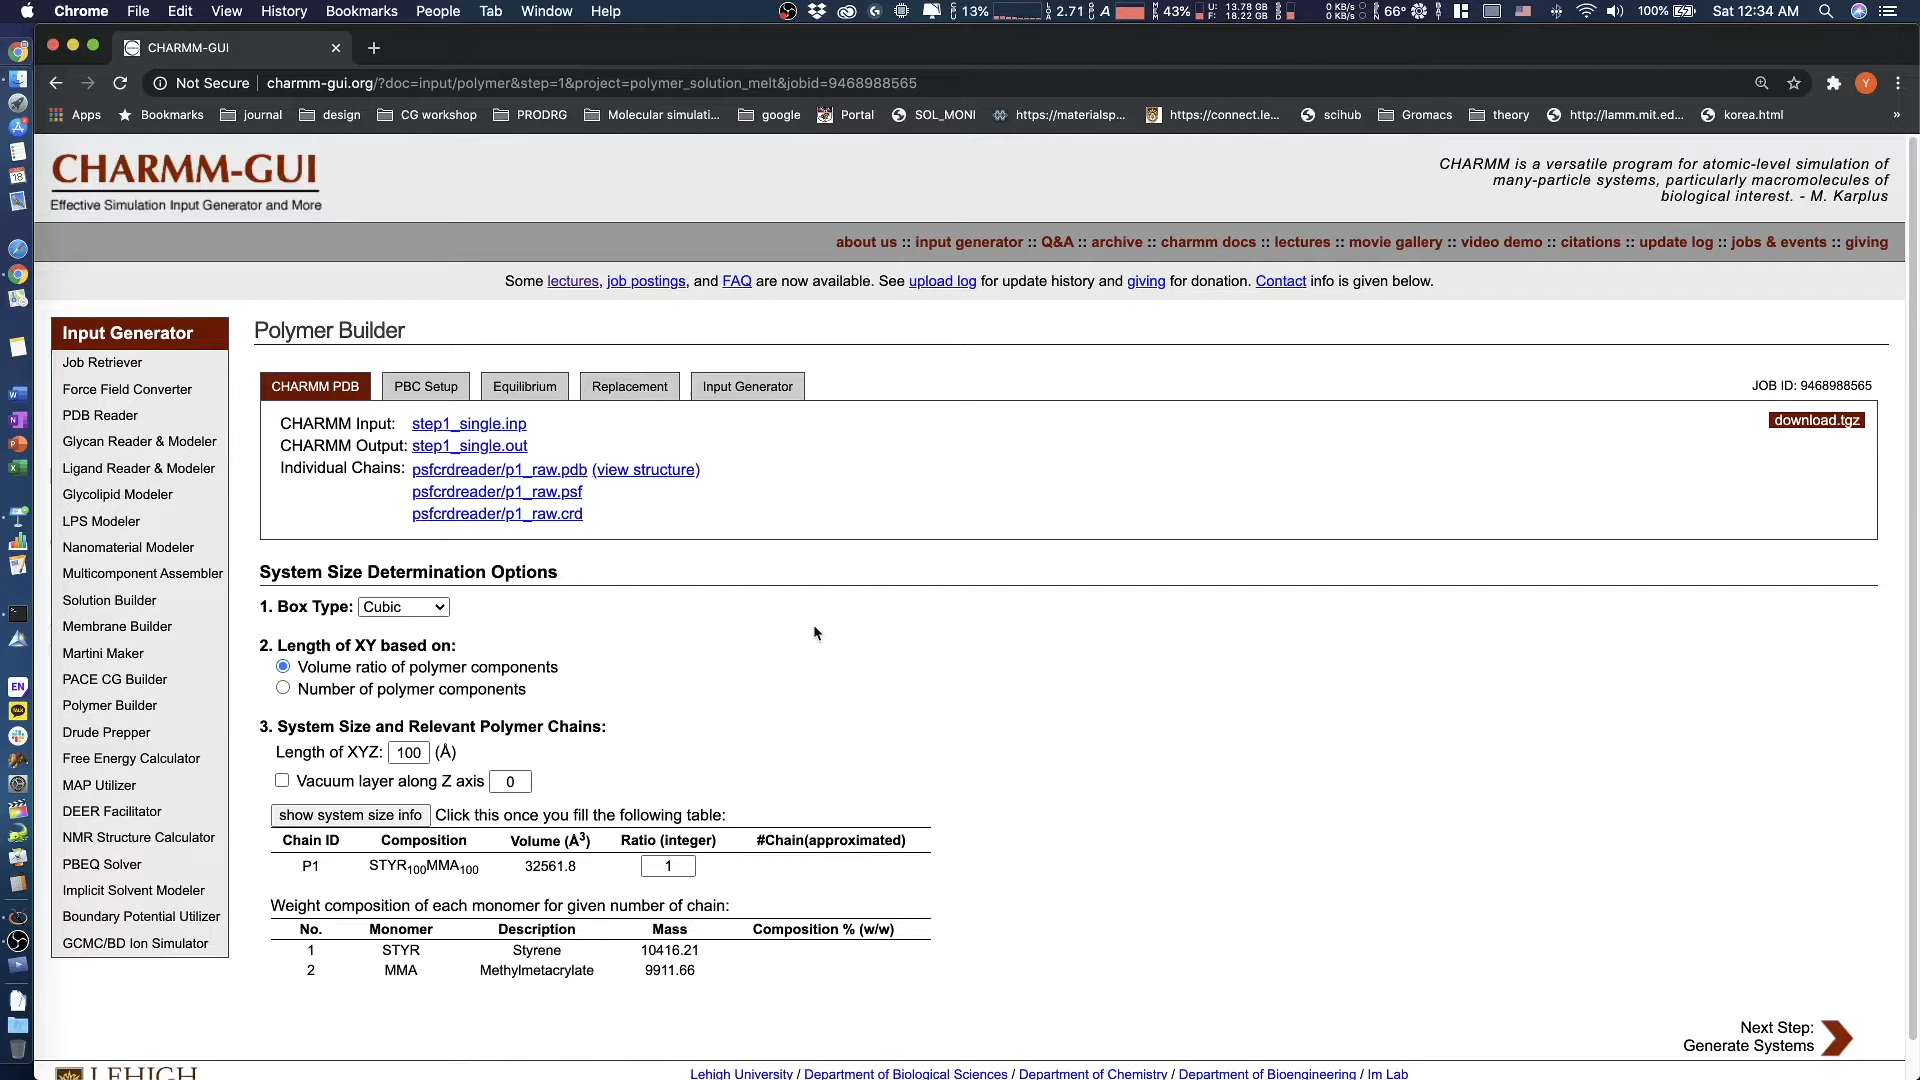 Chrome File Edit View History Bookmarks People Tab Window Help 13% 2.71 A 43% U: 13.78 GB F: 18.22 GB 0 KB/s 0 KB/s 66° 100% Sat 12:34 AM
CHARMM-GUI
Not Secure charmm-gui.org/?doc=input/polymer&step=1&project=polymer_solution_melt&jobid=9468988565 Y
Apps Bookmarks journal design CG workshop PRODRG Molecular simulati... google Portal SOL_MONI https://materialsp... https://connect.le... scihub Gromacs theory http://lamm.mit.ed... korea.html »
CHARMM-GUI
Effective Simulation Input Generator and More
CHARMM is a versatile program for atomic-level simulation of
many-particle systems, particularly macromolecules of
biological interest. - M. Karplus
about us :: input generator :: Q&A :: archive :: charmm docs :: lectures :: movie gallery :: video demo :: citations :: update log :: jobs & events :: giving
Some lectures, job postings, and FAQ are now available. See upload log for update history and giving for donation. Contact info is given below.
Input Generator
Job Retriever
Force Field Converter
PDB Reader
Glycan Reader & Modeler
Ligand Reader & Modeler
Glycolipid Modeler
LPS Modeler
Nanomaterial Modeler
Multicomponent Assembler
Solution Builder
Membrane Builder
Martini Maker
PACE CG Builder
Polymer Builder
Drude Prepper
Free Energy Calculator
MAP Utilizer
DEER Facilitator
NMR Structure Calculator
PBEQ Solver
Implicit Solvent Modeler
Boundary Potential Utilizer
GCMC/BD Ion Simulator
Polymer Builder
CHARMM PDB PBC Setup Equilibrium Replacement Input Generator
JOB ID: 9468988565
download.tgz
CHARMM Input: step1_single.inp
CHARMM Output: step1_single.out
Individual Chains: psfcrdreader/p1_raw.pdb (view structure)
psfcrdreader/p1_raw.psf
psfcrdreader/p1_raw.crd
System Size Determination Options
1. Box Type: Cubic
2. Length of XY based on:
Volume ratio of polymer components
Number of polymer components
3. System Size and Relevant Polymer Chains:
Length of XYZ: 100 (Å)
Vacuum layer along Z axis 0
show system size info Click this once you fill the following table:
Chain ID Composition Volume (Å3) Ratio (integer) #Chain(approximated)
P1 STYR100MMA100 32561.8 1
Weight composition of each monomer for given number of chain:
No. Monomer Description Mass Composition % (w/w)
1 STYR Styrene 10416.21
2 MMA Methylmetacrylate 9911.66
Next Step:
Generate Systems
LEHIGH
Lehigh University / Department of Biological Sciences / Department of Chemistry / Department of Bioengineering / Im Lab